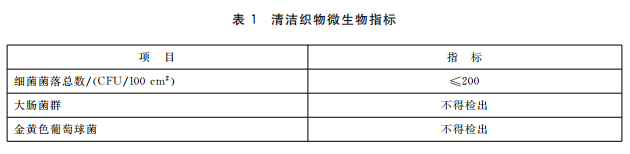 表 1 清洁织物微生物指标
项 目 指 标
细菌菌落总数/(CFU/100 cm²) ≤200
大肠菌群 不得检出
金黄色葡萄球菌 不得检出